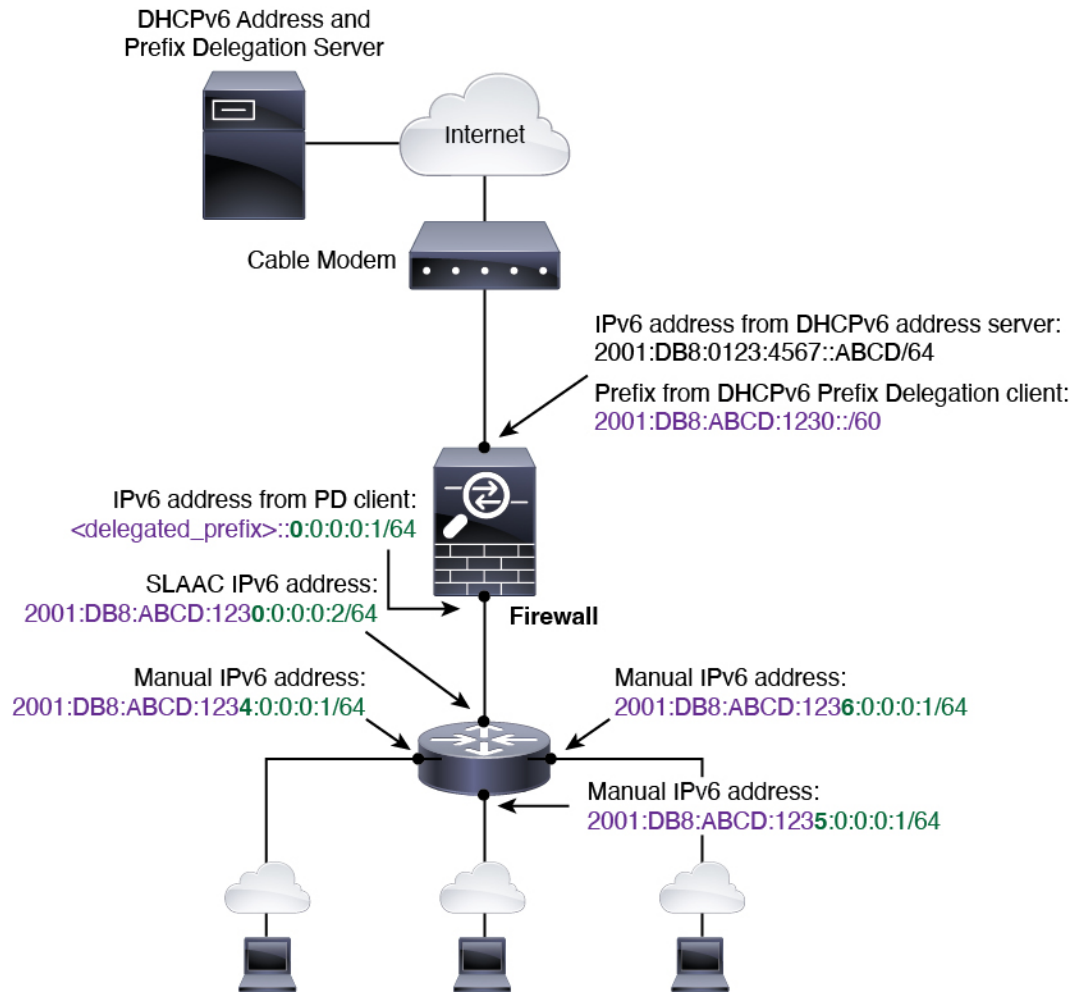 DHCPv6 Address and
Prefix Delegation Server
Internet
Cable Modem
IPv6 address from DHCPv6 address server:
2001:DB8:0123:4567::ABCD/64
Prefix from DHCPv6 Prefix Delegation client:
2001:DB8:ABCD:1230::/60
IPv6 address from PD client:
<delegated_prefix>::0:0:0:0:1/64
SLAAC IPv6 address:
2001:DB8:ABCD:1230:0:0:0:2/64
Firewall
Manual IPv6 address:
2001:DB8:ABCD:1234:0:0:0:1/64
Manual IPv6 address:
2001:DB8:ABCD:1236:0:0:0:1/64
Manual IPv6 address:
2001:DB8:ABCD:1235:0:0:0:1/64